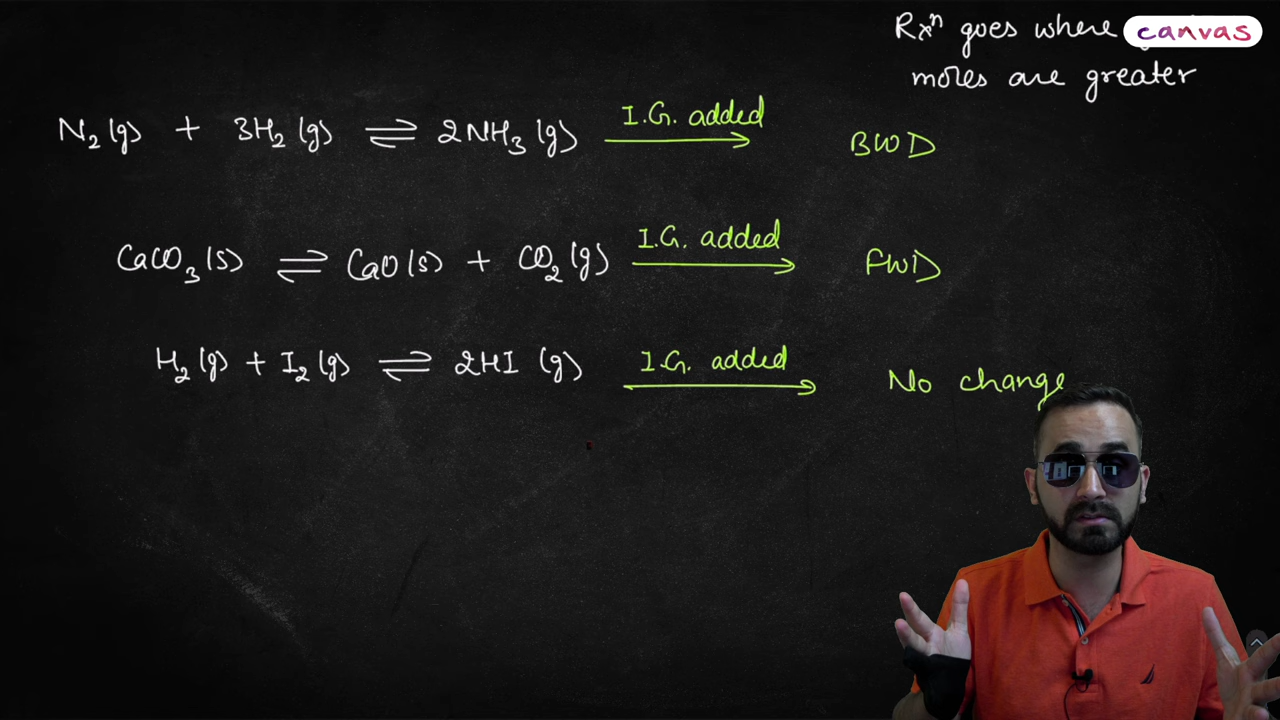 Rxⁿ goes where
canvas
moles are greater
N₂(g) + 3H₂(g) ⇌ 2NH₃(g) I.G. added → BWD
CaCO₃(s) ⇌ CaO(s) + CO₂(g) I.G. added → FWD
H₂(g) + I₂(g) ⇌ 2HI (g) I.G. added → No change